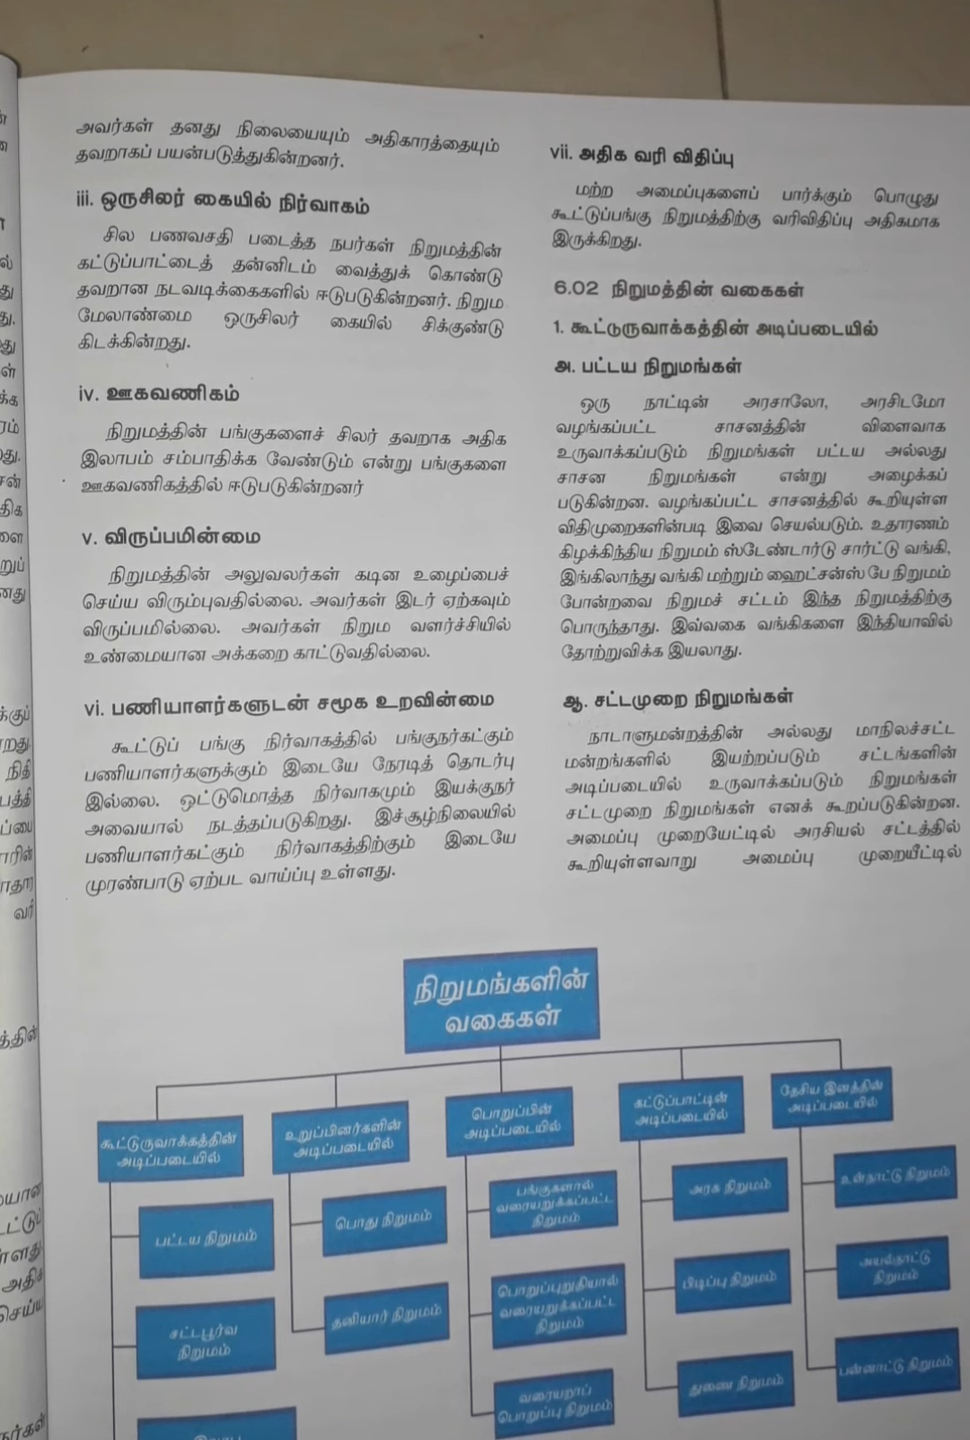 அவர்கள் தனது நிலையையும் அதிகாரத்தையும்
தவறாகப் பயன்படுத்துகின்றனர்.
iii. ஒருசிலர் கையில் நிர்வாகம்
சில பணவசதி படைத்த நபர்கள் நிறுமத்தின்
கட்டுப்பாட்டைத் தன்னிடம் வைத்துக் கொண்டு
தவறான நடவடிக்கைகளில் ஈடுபடுகின்றனர். நிறும
மேலாண்மை ஒருசிலர் கையில் சிக்குண்டு
கிடக்கின்றது.
iv. ஊகவணிகம்
நிறுமத்தின் பங்குகளைச் சிலர் தவறாக அதிக
இலாபம் சம்பாதிக்க வேண்டும் என்று பங்குகளை
ஊகவணிகத்தில் ஈடுபடுகின்றனர்
v. விருப்பமின்மை
நிறுமத்தின் அலுவலர்கள் கடின உழைப்பைச்
செய்ய விரும்புவதில்லை. அவர்கள் இடர் ஏற்கவும்
விருப்பமில்லை. அவர்கள் நிறும வளர்ச்சியில்
உண்மையான அக்கறை காட்டுவதில்லை.
vi. பணியாளர்களுடன் சமூக உறவின்மை
கூட்டுப் பங்கு நிர்வாகத்தில் பங்குநர்கட்கும்
பணியாளர்களுக்கும் இடையே நேரடித் தொடர்பு
இல்லை. ஒட்டுமொத்த நிர்வாகமும் இயக்குநர்
அவையால் நடத்தப்படுகிறது. இச்சூழ்நிலையில்
பணியாளர்கட்கும் நிர்வாகத்திற்கும் இடையே
முரண்பாடு ஏற்பட வாய்ப்பு உள்ளது.
vii. அதிக வரி விதிப்பு
மற்ற அமைப்புகளைப் பார்க்கும் பொழுது
கூட்டுப்பங்கு நிறுமத்திற்கு வரிவிதிப்பு அதிகமாக
இருக்கிறது.
6.02 நிறுமத்தின் வகைகள்
1. கூட்டுருவாக்கத்தின் அடிப்படையில்
அ. பட்டய நிறுமங்கள்
ஒரு நாட்டின் அரசாலோ, அரசிடமோ
வழங்கப்பட்ட சாசனத்தின் விளைவாக
உருவாக்கப்படும் நிறுமங்கள் பட்டய அல்லது
சாசன நிறுமங்கள் என்று அழைக்கப்
படுகின்றன. வழங்கப்பட்ட சாசனத்தில் கூறியுள்ள
விதிமுறைகளின்படி இவை செயல்படும். உதாரணம்
கிழக்கிந்திய நிறுமம் ஸ்டேண்டார்டு சார்ட்டு வங்கி,
இங்கிலாந்து வங்கி மற்றும் ஹைட்சன்ஸ் பே நிறுமம்
போன்றவை நிறுமச் சட்டம் இந்த நிறுமத்திற்கு
பொருந்தாது. இவ்வகை வங்கிகளை இந்தியாவில்
தோற்றுவிக்க இயலாது.
ஆ. சட்டமுறை நிறுமங்கள்
நாடாளுமன்றத்தின் அல்லது மாநிலச்சட்ட
மன்றங்களில் இயற்றப்படும் சட்டங்களின்
அடிப்படையில் உருவாக்கப்படும் நிறுமங்கள்
சட்டமுறை நிறுமங்கள் எனக் கூறப்படுகின்றன.
அமைப்பு முறையேட்டில் அரசியல் சட்டத்தில்
கூறியுள்ளவாறு அமைப்பு முறையீட்டில்
நிறுமங்களின்
வகைகள்
கூட்டுருவாக்கத்தின்
அடிப்படையில்
பட்டய நிறுமம்
சட்டபூர்வ
நிறுமம்
உறுப்பினர்களின்
அடிப்படையில்
பொது நிறுமம்
தனியார் நிறுமம்
பொறுப்பின்
அடிப்படையில்
பங்குகளால்
வரையறுக்கப்பட்ட
நிறுமம்
பொறுப்புறுதியால்
வரையறுக்கப்பட்ட
நிறுமம்
வரையறாப்
பொறுப்பு நிறுமம்
கட்டுப்பாட்டின்
அடிப்படையில்
அரசு நிறுமம்
பிடிப்பு நிறுமம்
துணை நிறுமம்
தேசிய இனத்தின்
அடிப்படையில்
உள்நாட்டு நிறுமம்
அயல்நாட்டு
நிறுமம்
பன்னாட்டு நிறுமம்